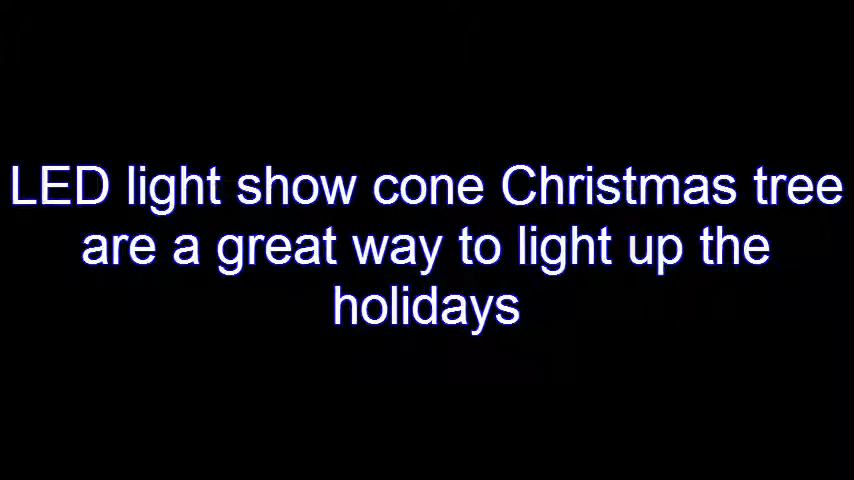 LED light show cone Christmas tree
are a great way to light up the
holidays